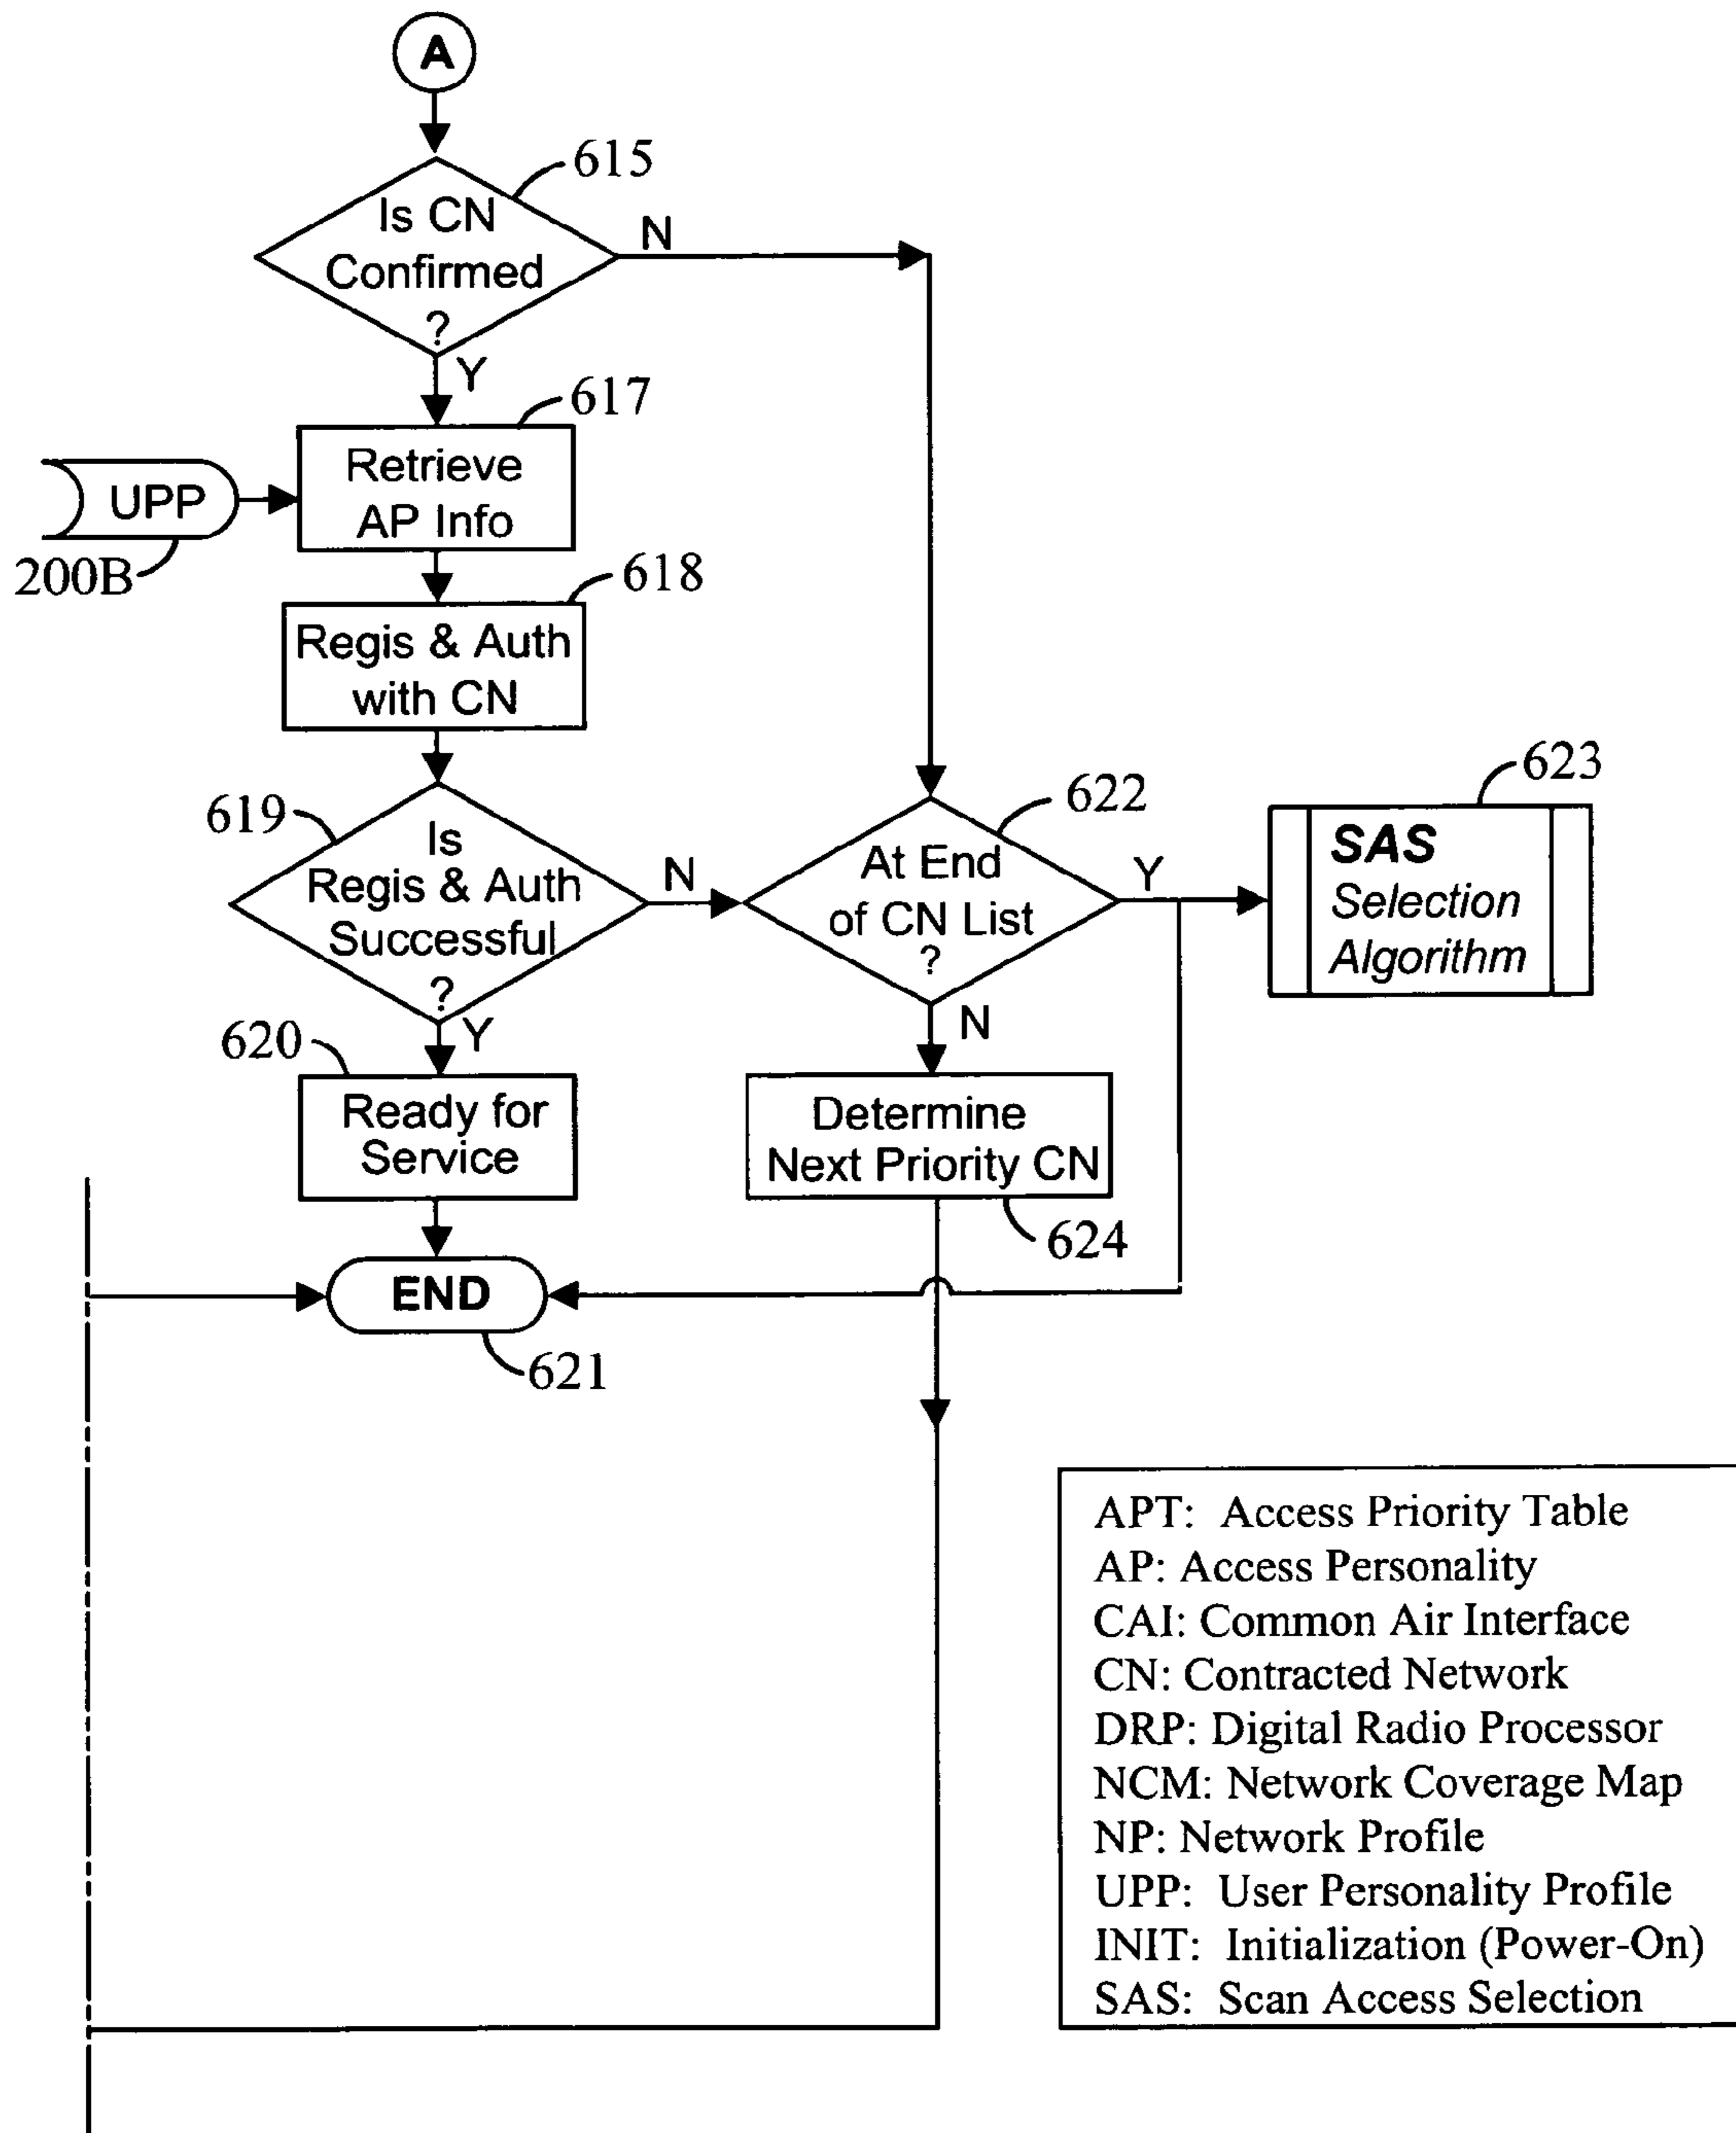 A
615
Is CN
Confirmed
?
N
Y
617
Retrieve
AP Info
UPP
200B
618
Regis & Auth
with CN
619
Is
Regis & Auth
Successful
?
N
Y
622
At End
of CN List
?
Y
N
623
SAS
Selection
Algorithm
620
Ready for
Service
Determine
Next Priority CN
624
END
621
APT: Access Priority Table
AP: Access Personality
CAI: Common Air Interface
CN: Contracted Network
DRP: Digital Radio Processor
NCM: Network Coverage Map
NP: Network Profile
UPP: User Personality Profile
INIT: Initialization (Power-On)
SAS: Scan Access Selection